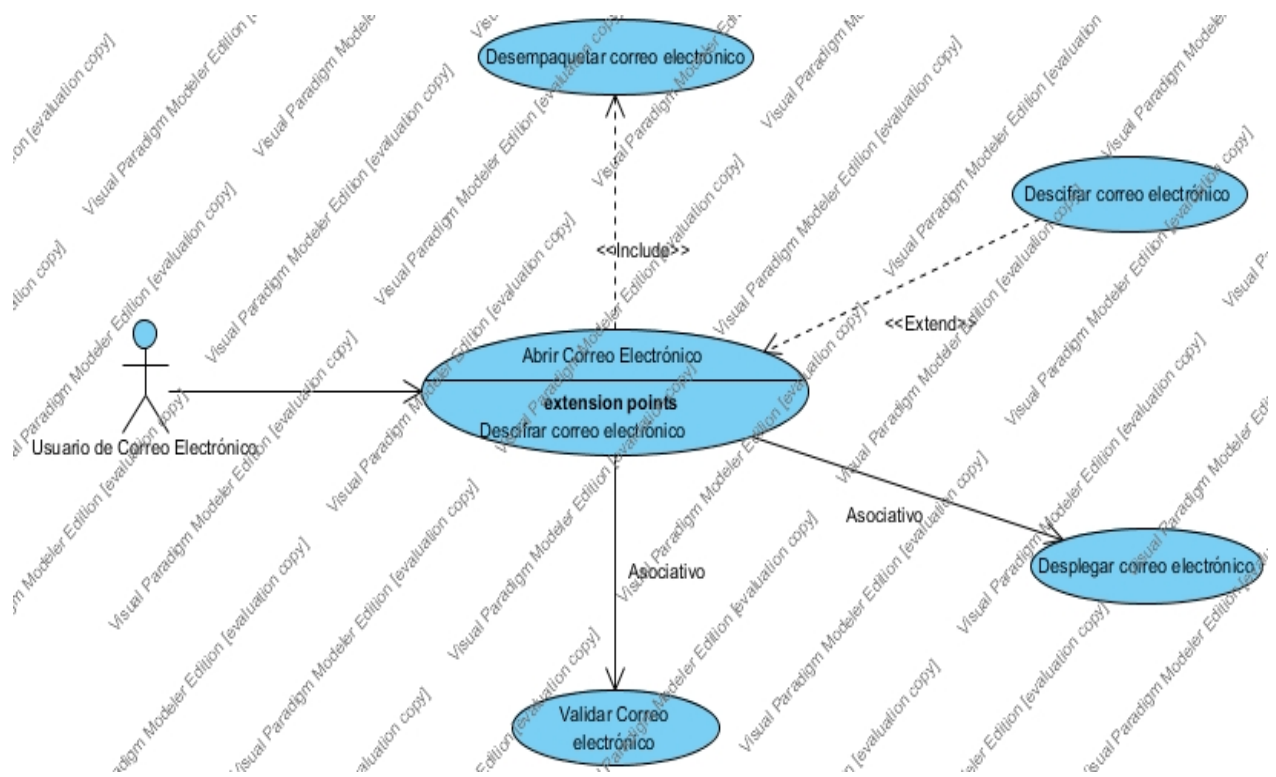 Desempaquetar correo electrónico
Descifrar correo electrónico
<<Include>>
<<Extend>>
Abrir Correo Electrónico
extension points
Descifrar correo electrónico
Usuario de Correo Electrónico
Asociativo
Desplegar correo electrónico
Asociativo
Validar Correo
electrónico
Visual Paradigm Modeler Edition [evaluation copy]